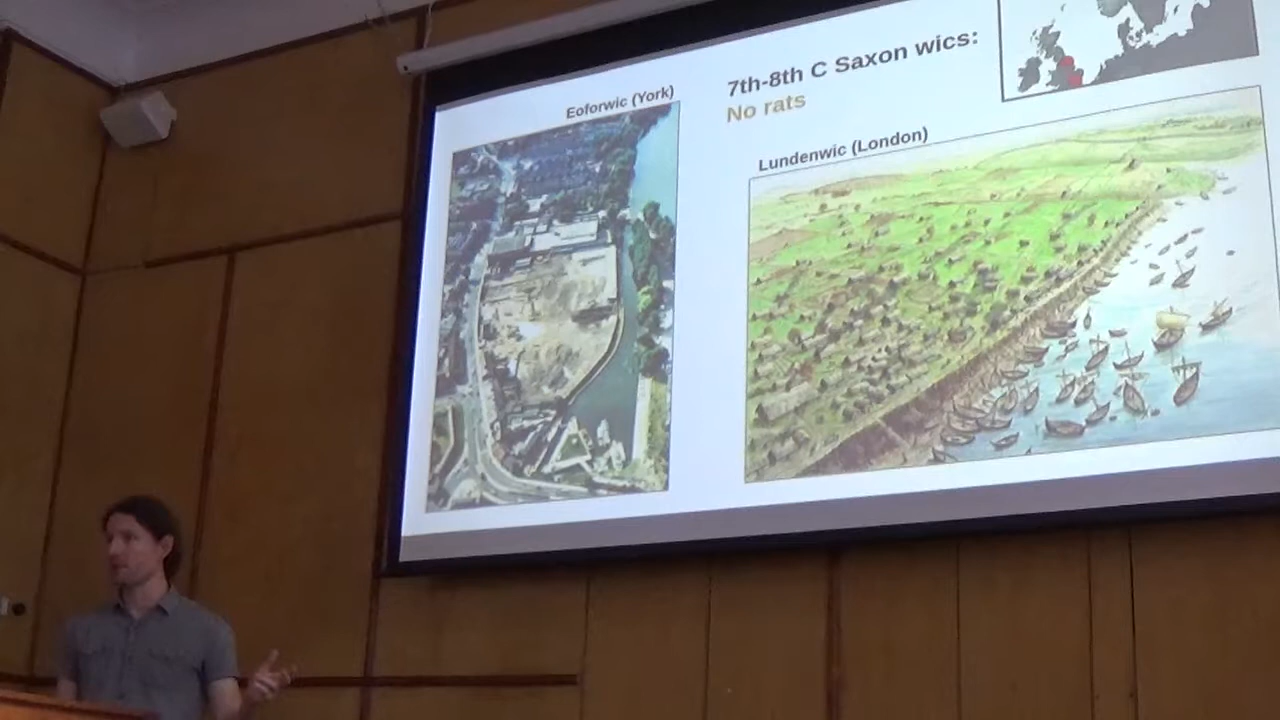 7th-8th C Saxon wics:
No rats
Eoforwic (York)
Lundenwic (London)